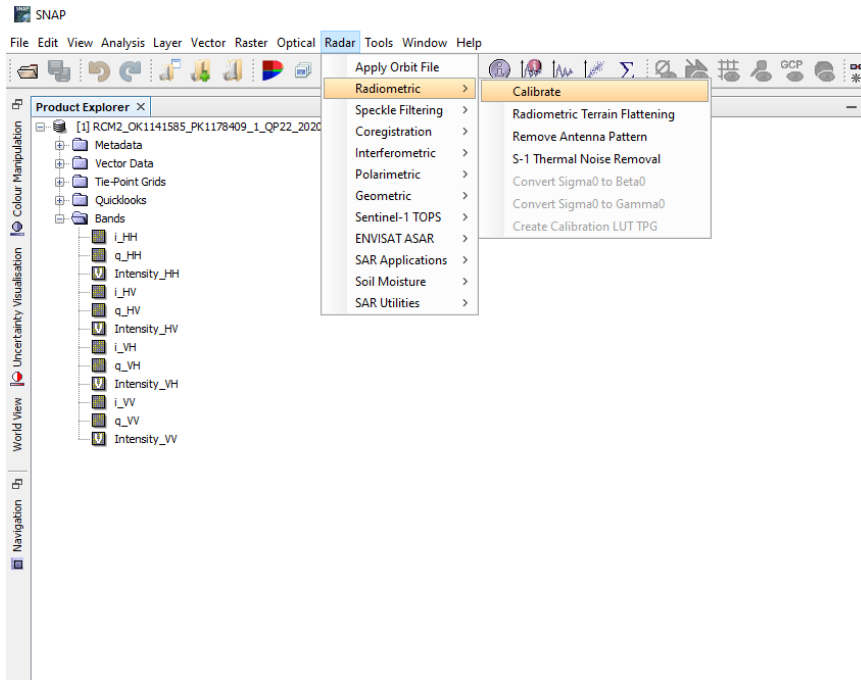 SNAP
File Edit View Analysis Layer Vector Raster Optical Radar Tools Window Help
GCP
Product Explorer ×
[1] RCM2_OK1141585_PK1178409_1_QP22_2020
Metadata
Vector Data
Tie-Point Grids
Quicklooks
Bands
i_HH
q_HH
Intensity_HH
i_HV
q_HV
Intensity_HV
i_VH
q_VH
Intensity_VH
i_VV
q_VV
Intensity_VV
Apply Orbit File
Radiometric >
Speckle Filtering >
Coregistration >
Interferometric >
Polarimetric >
Geometric >
Sentinel-1 TOPS >
ENVISAT ASAR >
SAR Applications >
Soil Moisture >
SAR Utilities >
Calibrate
Radiometric Terrain Flattening
Remove Antenna Pattern
S-1 Thermal Noise Removal
Convert Sigma0 to Beta0
Convert Sigma0 to Gamma0
Create Calibration LUT TPG
Colour Manipulation
Uncertainty Visualisation
World View
Navigation